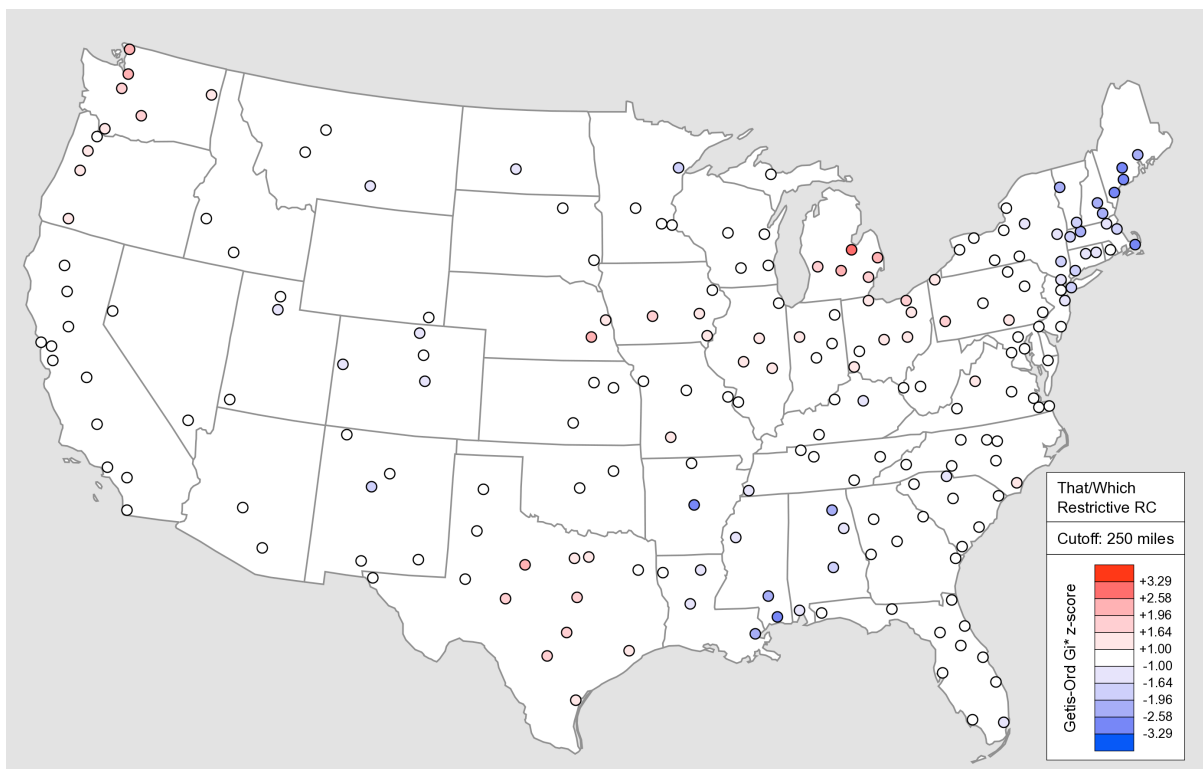 That/Which
Restrictive RC
Cutoff: 250 miles
Getis-Ord Gi* z-score
+3.29
+2.58
+1.96
+1.64
+1.00
-1.00
-1.64
-1.96
-2.58
-3.29